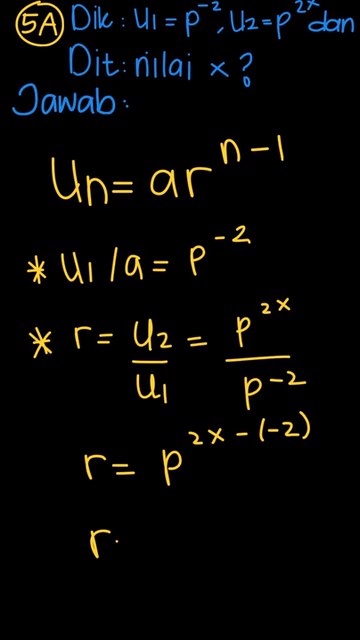 5A Dik: U1 = p^-2, U2 = p^2x dan
Dit: nilai x?
Jawab:
Un = ar^n-1
* U1/a = p^-2
* r = U2/U1 = p^2x/p^-2
r = p^2x-(-2)
r